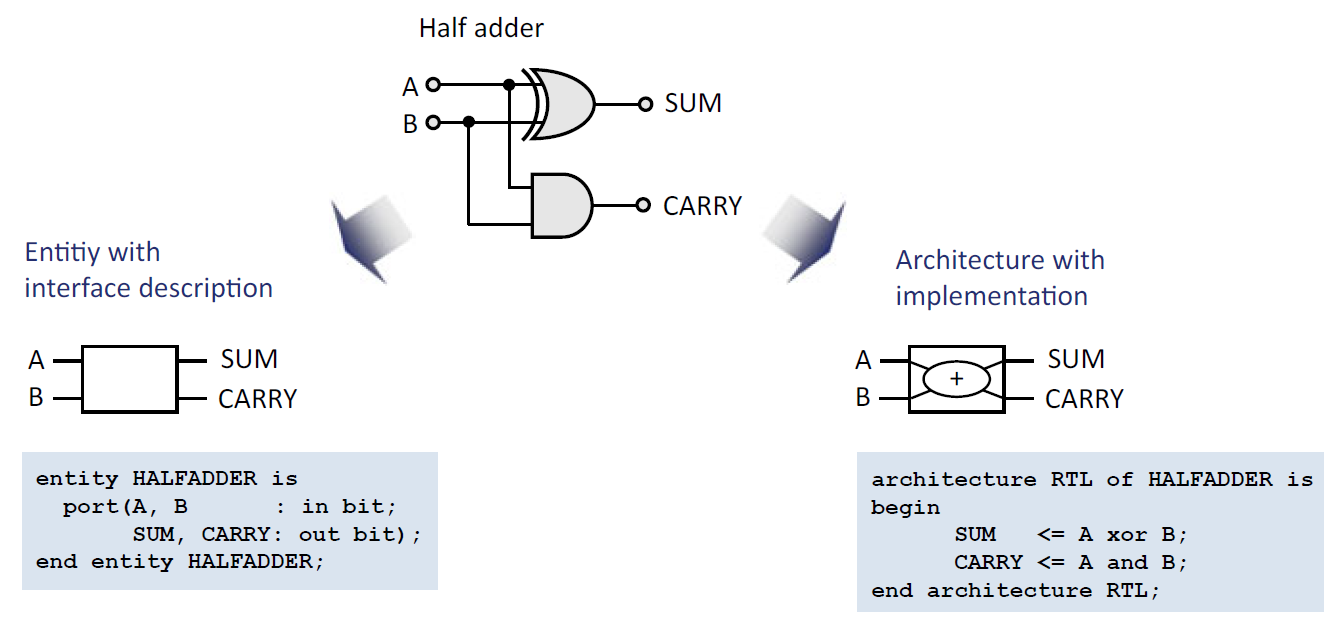 Half adder
A
SUM
B
CARRY
Entitiy with
interface description
A
SUM
B
CARRY
entity HALFADDER is
  port(A, B      : in bit;
       SUM, CARRY: out bit);
end entity HALFADDER;
Architecture with
implementation
A
SUM
+
B
CARRY
architecture RTL of HALFADDER is
begin
      SUM   <= A xor B;
      CARRY <= A and B;
end architecture RTL;